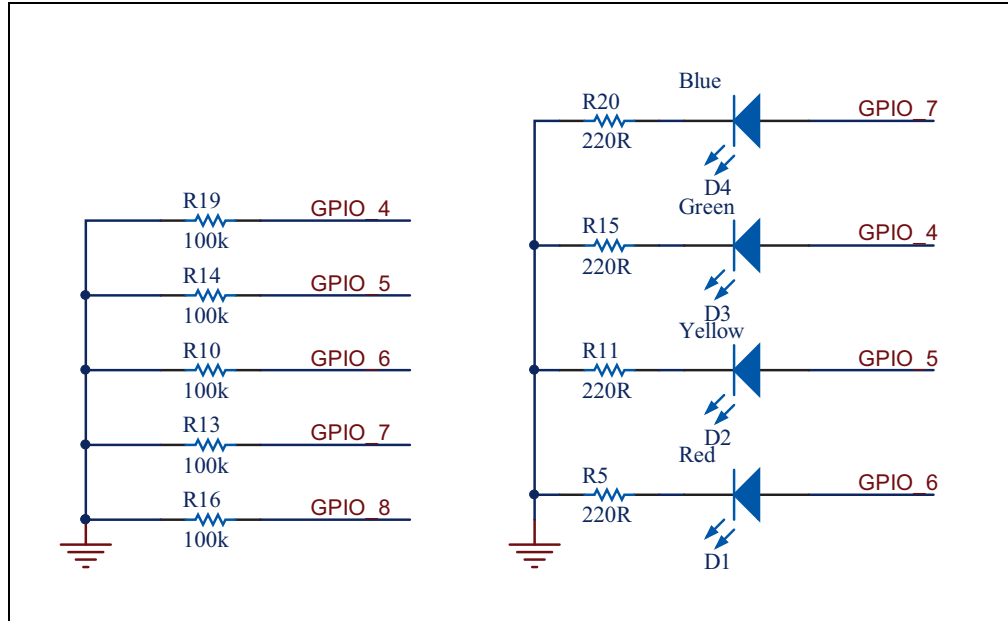 R19
GPIO_4
100k
R14
GPIO_5
100k
R10
GPIO_6
100k
R13
GPIO_7
100k
R16
GPIO_8
100k
Blue
R20
GPIO_7
220R
D4
Green
R15
GPIO_4
220R
D3
Yellow
R11
GPIO_5
220R
D2
Red
R5
GPIO_6
220R
D1